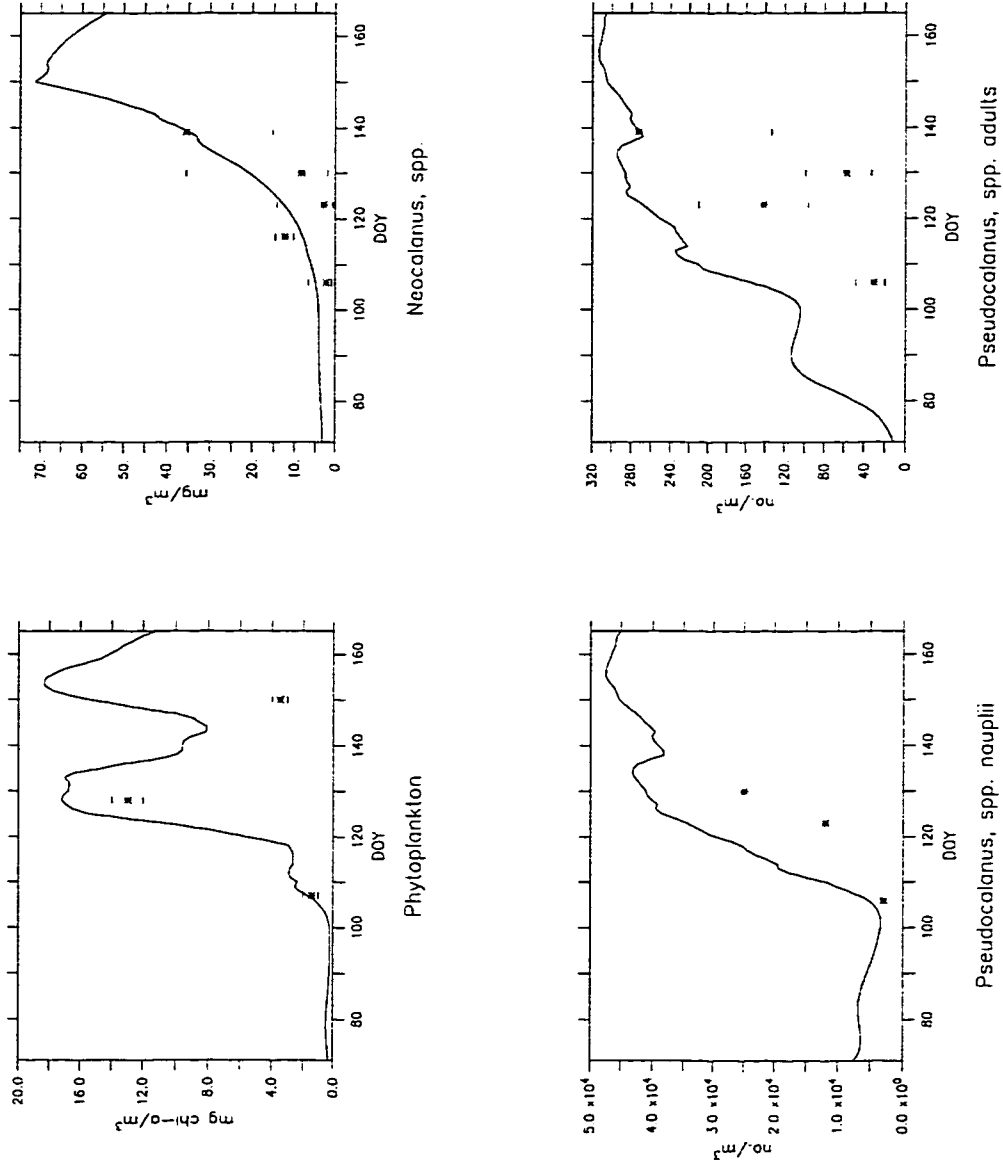 20.0
16.0
12.0
8.0
4.0
0.0
mg chl-a/m³
80 100 120 140 160
DOY
Phytoplankton
70.
60
50
40
30
20
10
0
mg/m³
80 100 120 140 160
DOY
Neocalanus, spp.
5.0 x10⁴
4.0 x10⁴
3.0 x10⁴
2.0 x10⁴
1.0 x10⁴
0.0 x10⁰
no./m³
80 100 120 140 160
DOY
Pseudocalanus, spp. nauplii
320
280
240
200
160
120
80
40
0
no./m³
80 100 120 140 160
DOY
Pseudocalanus, spp. adults